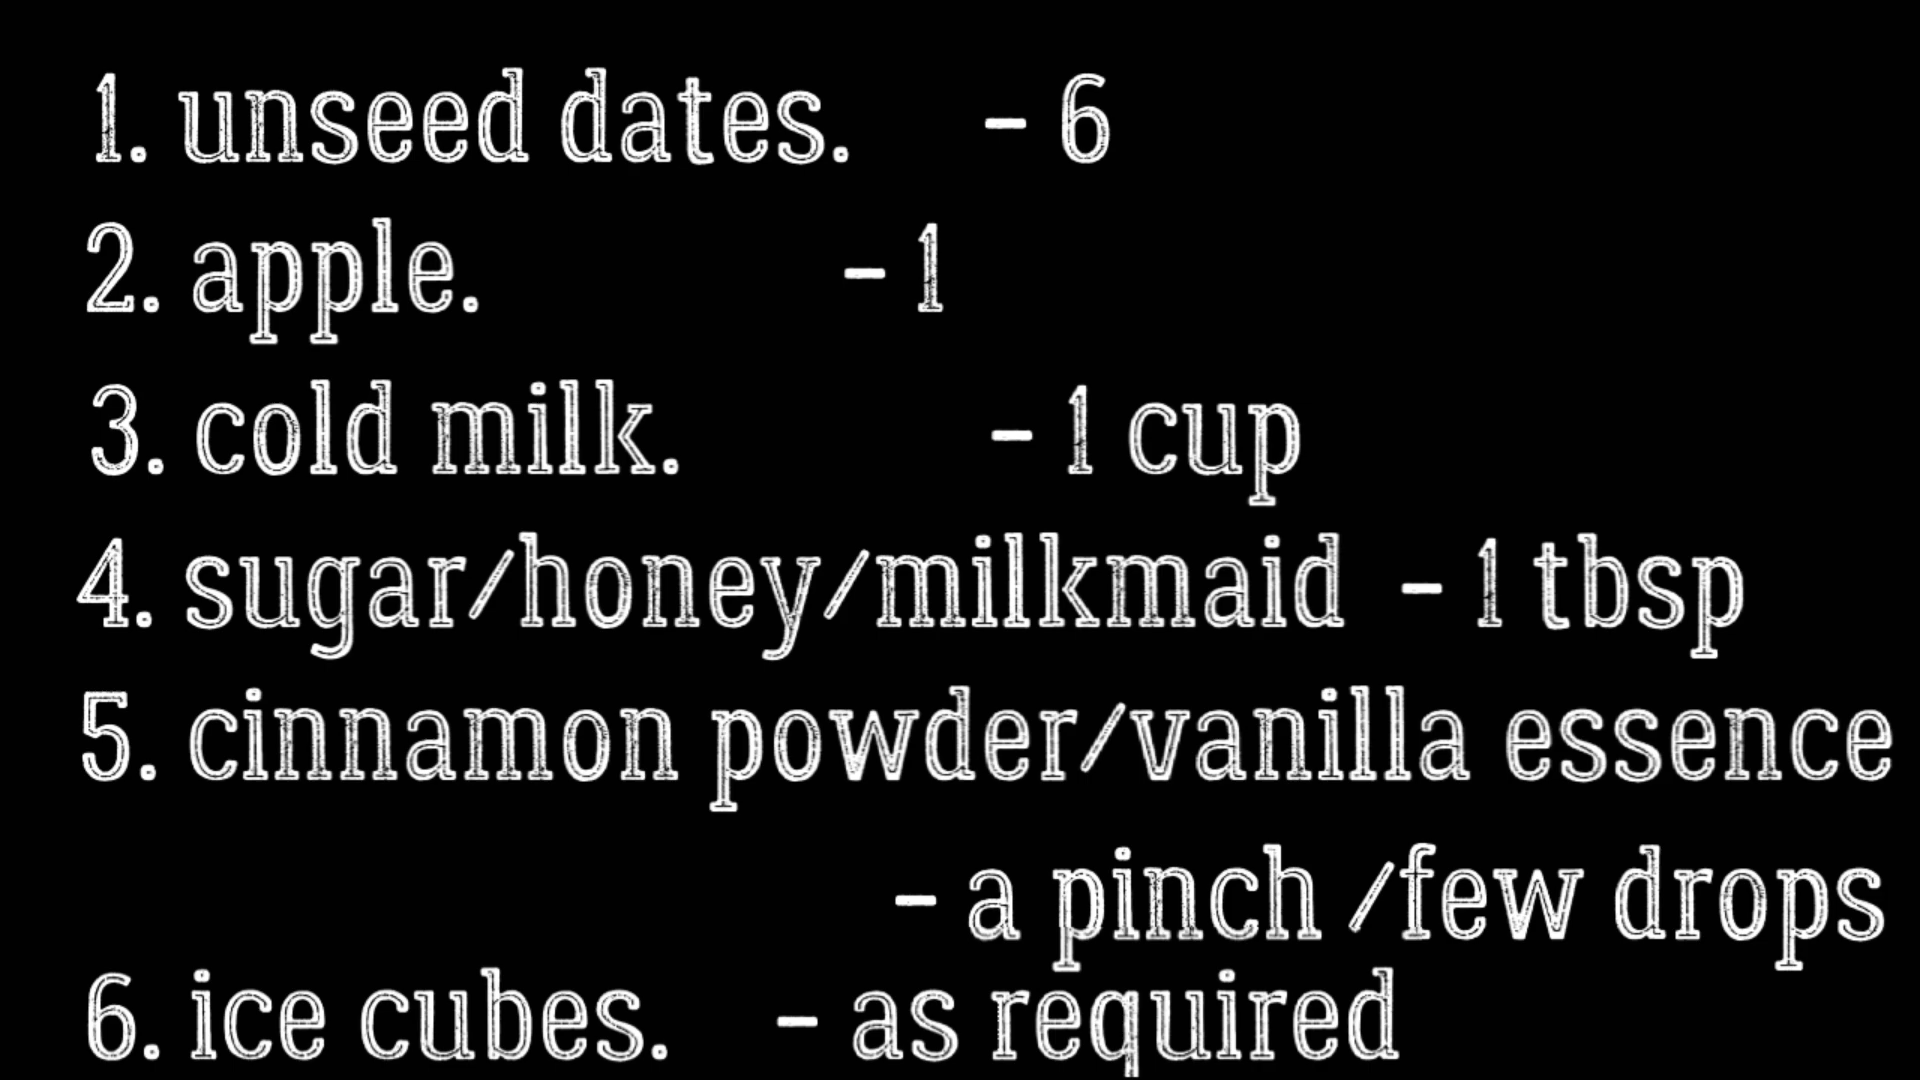 1. unseed dates. - 6
2. apple. - 1
3. cold milk. - 1 cup
4. sugar/honey/milkmaid - 1 tbsp
5. cinnamon powder/vanilla essence
- a pinch /few drops
6. ice cubes. - as required